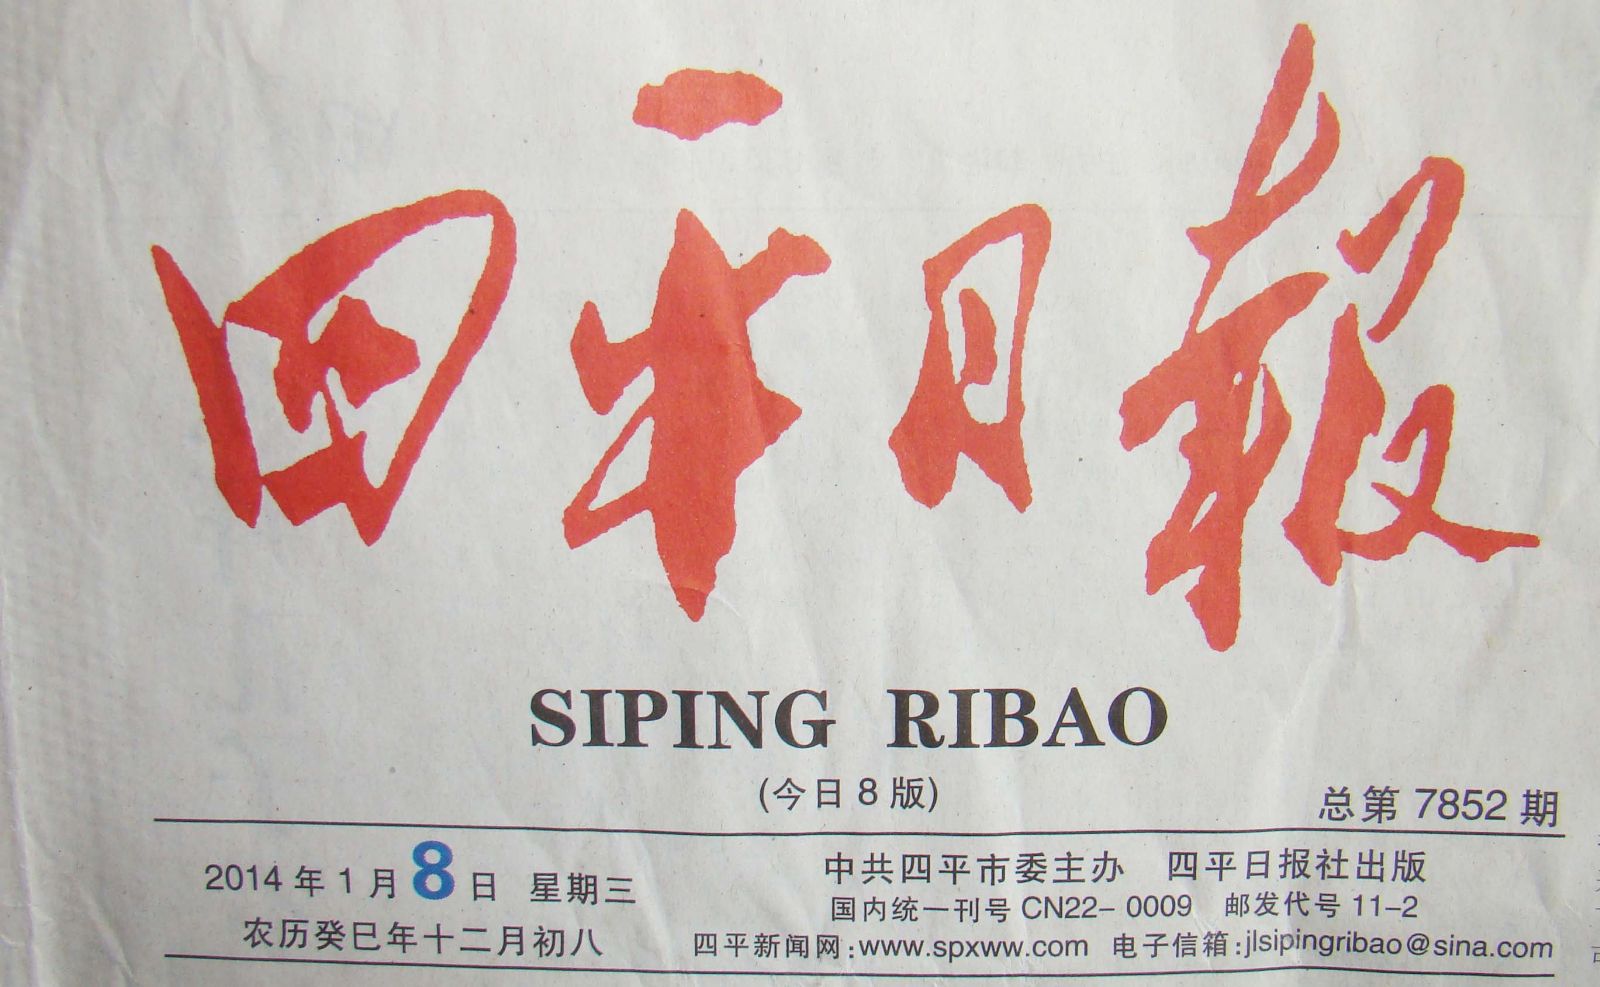 四平日報
SIPING RIBAO
(今日8版)
总第 7852 期
2014年1月8日 星期三
农历癸巳年十二月初八
中共四平市委主办 四平日报社出版
国内统一刊号CN22-0009 邮发代号11-2
四平新闻网:www.spxww.com 电子信箱:jlsipingribao@sina.com